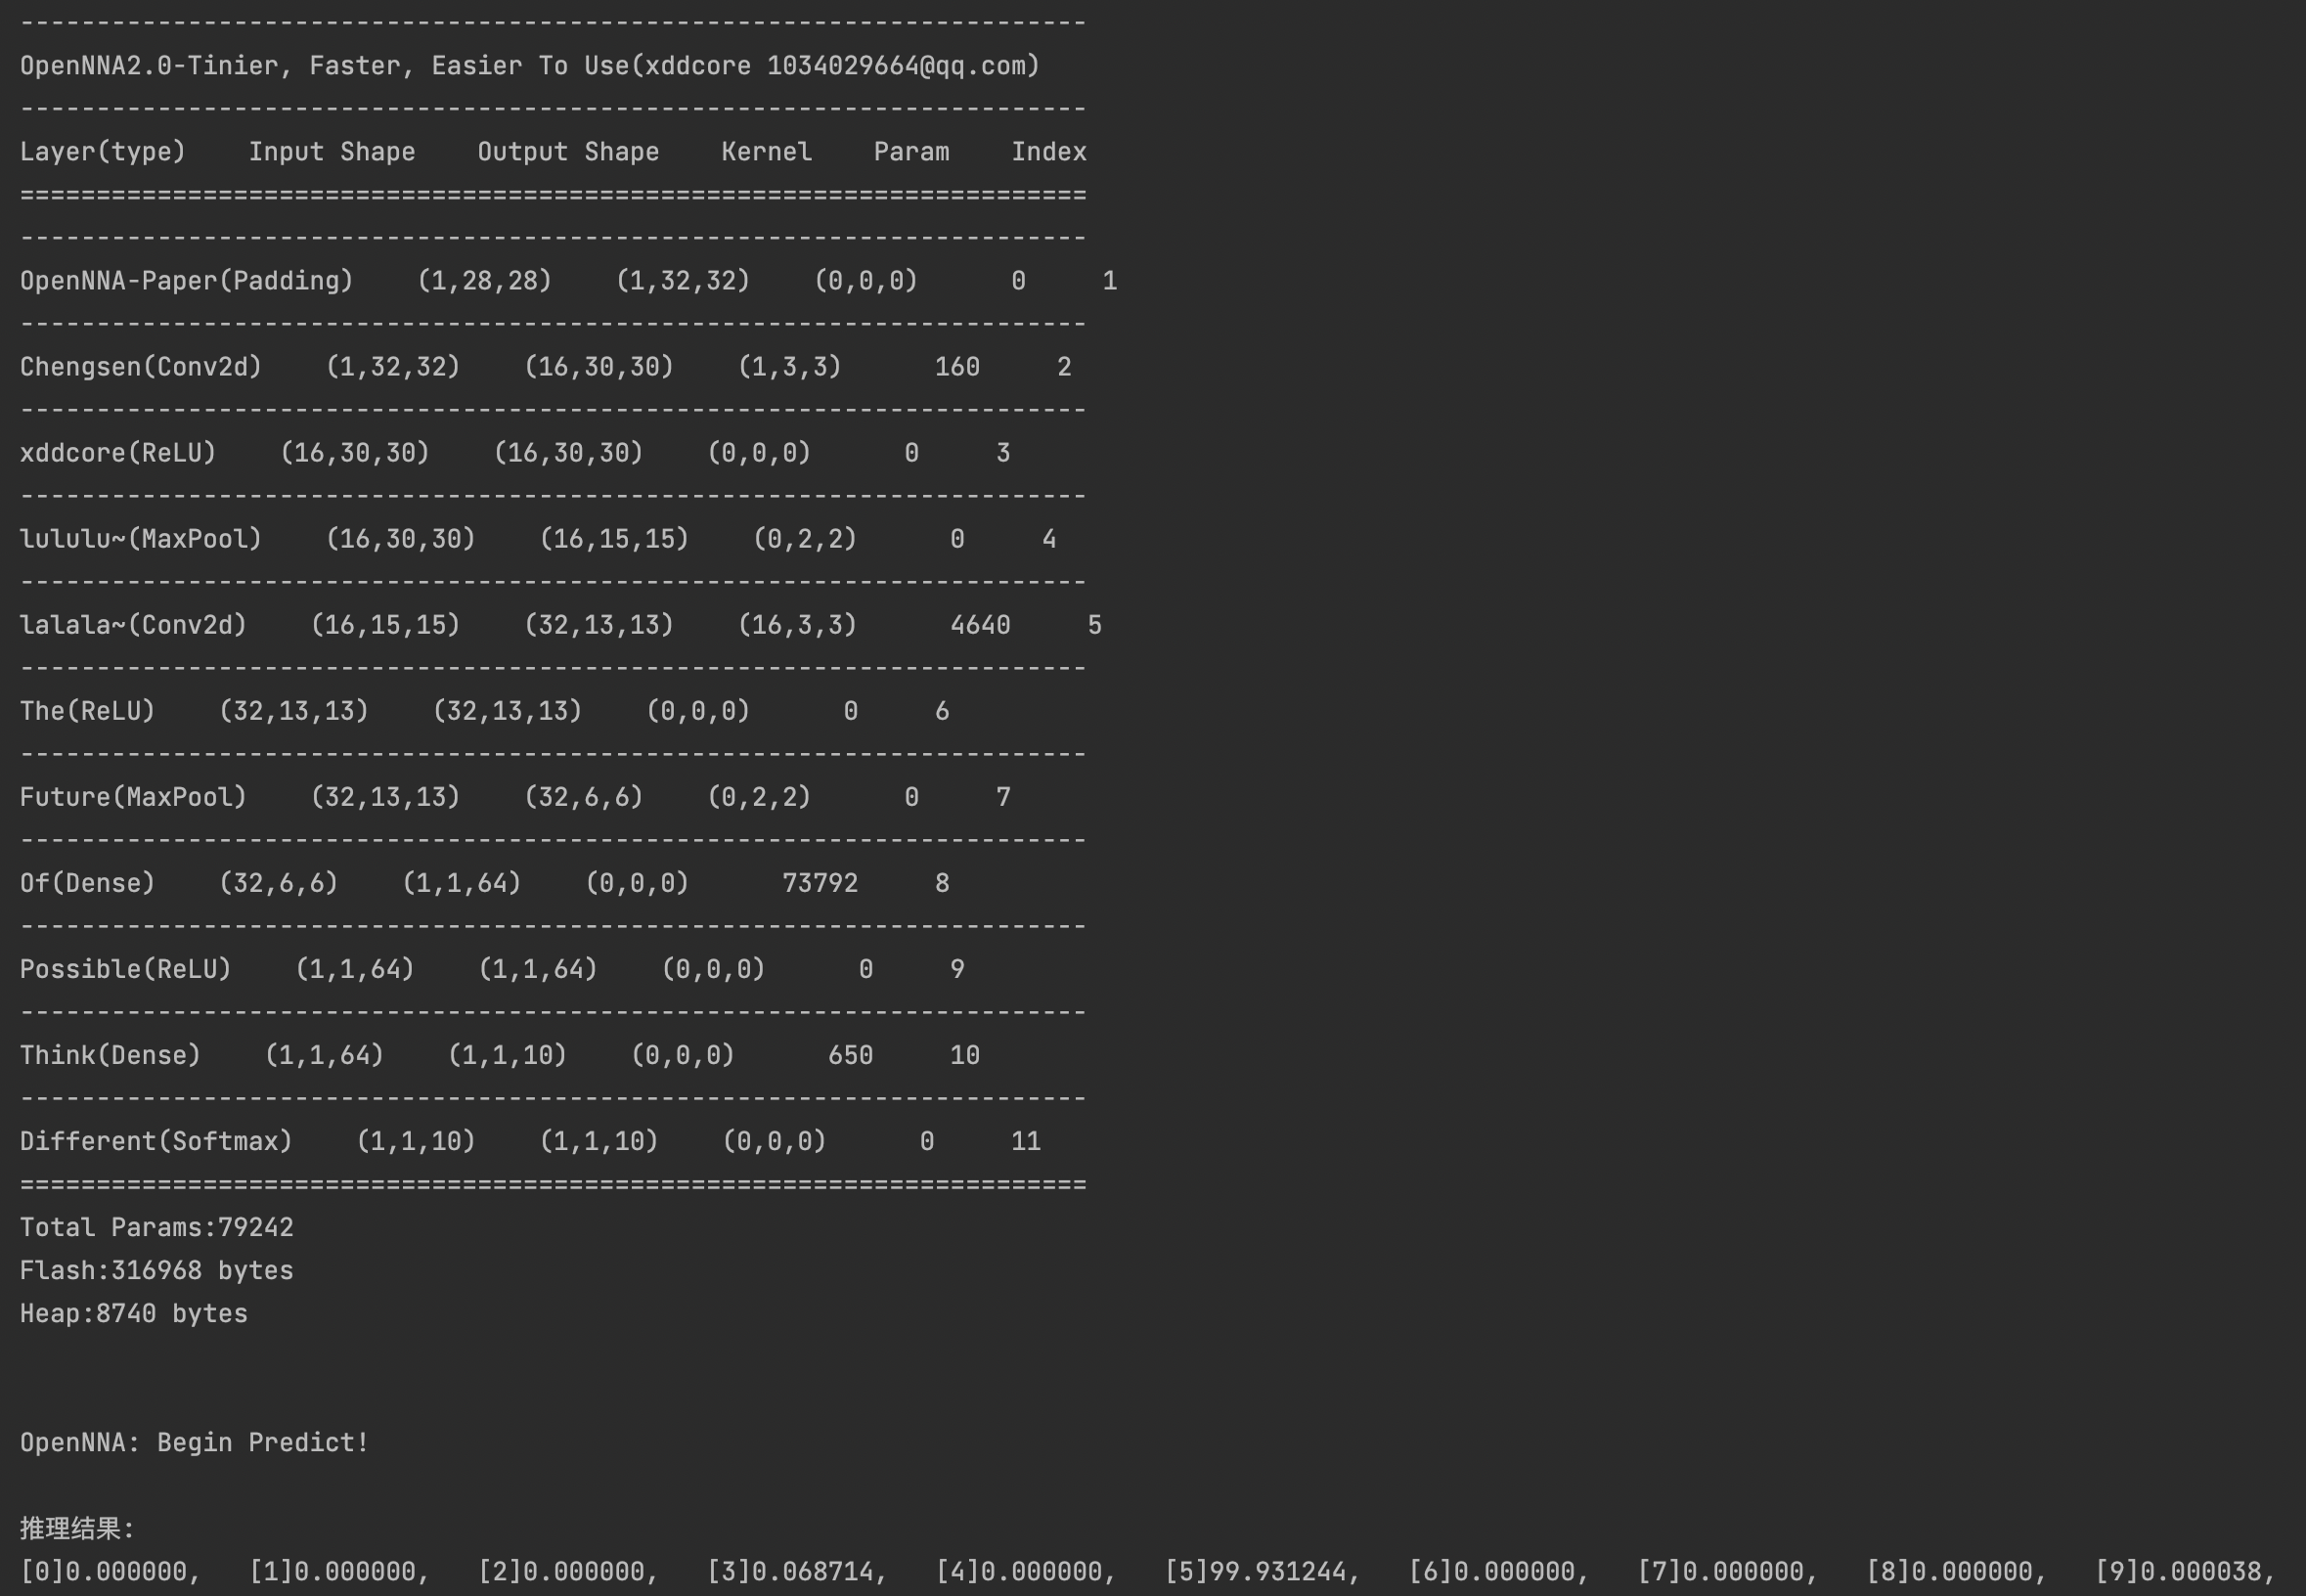 ----------------------------------------------------------------------
OpenNNA2.0-Tinier, Faster, Easier To Use(xddcore 1034029664@qq.com)
----------------------------------------------------------------------
Layer(type)    Input Shape    Output Shape    Kernel    Param    Index
======================================================================
----------------------------------------------------------------------
OpenNNA-Paper(Padding)    (1,28,28)    (1,32,32)    (0,0,0)      0     1
----------------------------------------------------------------------
Chengsen(Conv2d)    (1,32,32)    (16,30,30)    (1,3,3)      160     2
----------------------------------------------------------------------
xddcore(ReLU)    (16,30,30)    (16,30,30)    (0,0,0)      0     3
----------------------------------------------------------------------
lululu~(MaxPool)    (16,30,30)    (16,15,15)    (0,2,2)      0     4
----------------------------------------------------------------------
lalala~(Conv2d)    (16,15,15)    (32,13,13)    (16,3,3)      4640     5
----------------------------------------------------------------------
The(ReLU)    (32,13,13)    (32,13,13)    (0,0,0)      0     6
----------------------------------------------------------------------
Future(MaxPool)    (32,13,13)    (32,6,6)    (0,2,2)      0     7
----------------------------------------------------------------------
Of(Dense)    (32,6,6)    (1,1,64)    (0,0,0)      73792     8
----------------------------------------------------------------------
Possible(ReLU)    (1,1,64)    (1,1,64)    (0,0,0)      0     9
----------------------------------------------------------------------
Think(Dense)    (1,1,64)    (1,1,10)    (0,0,0)      650     10
----------------------------------------------------------------------
Different(Softmax)    (1,1,10)    (1,1,10)    (0,0,0)      0     11
======================================================================
Total Params:79242
Flash:316968 bytes
Heap:8740 bytes
OpenNNA: Begin Predict!
推理结果:
[0]0.000000,   [1]0.000000,   [2]0.000000,   [3]0.068714,   [4]0.000000,   [5]99.931244,   [6]0.000000,   [7]0.000000,   [8]0.000000,   [9]0.000038,